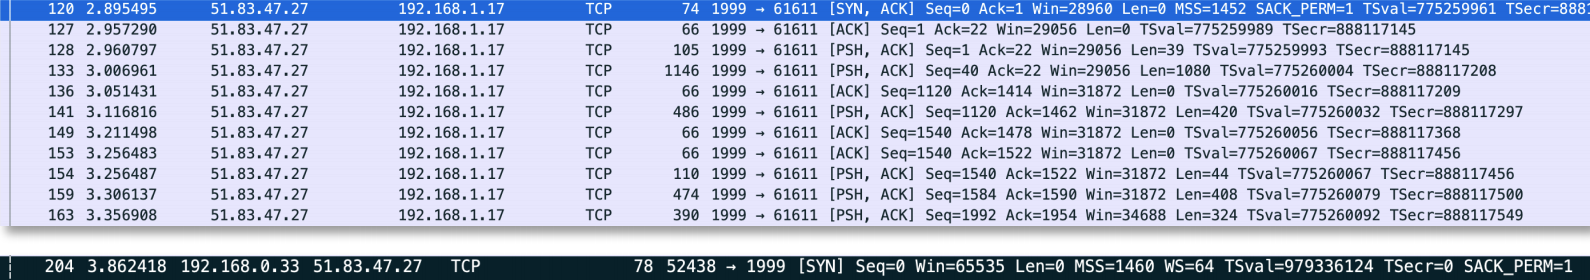 120 2.895495 51.83.47.27 192.168.1.17 TCP 74 1999 → 61611 [SYN, ACK] Seq=0 Ack=1 Win=28960 Len=0 MSS=1452 SACK_PERM=1 TSval=775259961 TSecr=8881
127 2.957290 51.83.47.27 192.168.1.17 TCP 66 1999 → 61611 [ACK] Seq=1 Ack=22 Win=29056 Len=0 TSval=775259989 TSecr=888117145
128 2.960797 51.83.47.27 192.168.1.17 TCP 105 1999 → 61611 [PSH, ACK] Seq=1 Ack=22 Win=29056 Len=39 TSval=775259993 TSecr=888117145
133 3.006961 51.83.47.27 192.168.1.17 TCP 1146 1999 → 61611 [PSH, ACK] Seq=40 Ack=22 Win=29056 Len=1080 TSval=775260004 TSecr=888117208
136 3.051431 51.83.47.27 192.168.1.17 TCP 66 1999 → 61611 [ACK] Seq=1120 Ack=1414 Win=31872 Len=0 TSval=775260016 TSecr=888117209
141 3.116816 51.83.47.27 192.168.1.17 TCP 486 1999 → 61611 [PSH, ACK] Seq=1120 Ack=1462 Win=31872 Len=420 TSval=775260032 TSecr=888117297
149 3.211498 51.83.47.27 192.168.1.17 TCP 66 1999 → 61611 [ACK] Seq=1540 Ack=1478 Win=31872 Len=0 TSval=775260056 TSecr=888117368
153 3.256483 51.83.47.27 192.168.1.17 TCP 66 1999 → 61611 [ACK] Seq=1540 Ack=1522 Win=31872 Len=0 TSval=775260067 TSecr=888117456
154 3.256487 51.83.47.27 192.168.1.17 TCP 110 1999 → 61611 [PSH, ACK] Seq=1540 Ack=1522 Win=31872 Len=44 TSval=775260067 TSecr=888117456
159 3.306137 51.83.47.27 192.168.1.17 TCP 474 1999 → 61611 [PSH, ACK] Seq=1584 Ack=1590 Win=31872 Len=408 TSval=775260079 TSecr=888117500
163 3.356908 51.83.47.27 192.168.1.17 TCP 390 1999 → 61611 [PSH, ACK] Seq=1992 Ack=1954 Win=34688 Len=324 TSval=775260092 TSecr=888117549
204 3.862418 192.168.0.33 51.83.47.27 TCP 78 52438 → 1999 [SYN] Seq=0 Win=65535 Len=0 MSS=1460 WS=64 TSval=979336124 TSecr=0 SACK_PERM=1